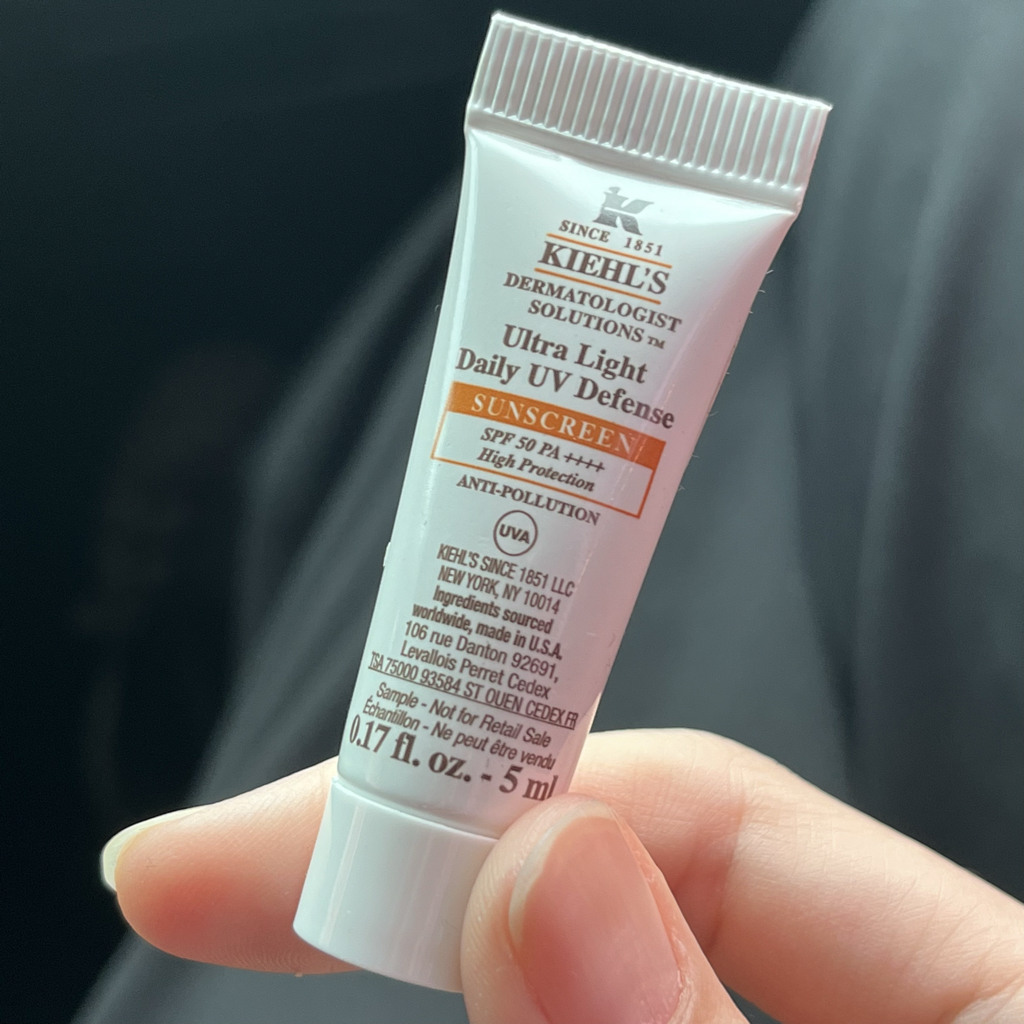 K
SINCE 1851
KIEHL'S
DERMATOLOGIST
SOLUTIONS™
Ultra Light
Daily UV Defense
SUNSCREEN
SPF 50 PA++++
High Protection
ANTI-POLLUTION
UVA
KIEHL'S SINCE 1851 LLC
NEW YORK, NY 10014
Ingredients sourced
worldwide, made in U.S.A.
106 rue Danton 92691,
Levallois Perret Cedex
TSA 75000 93584 ST OUEN CEDEX FR
Sample - Not for Retail Sale
Échantillon - Ne peut être vendu
0.17 fl. oz. - 5 ml